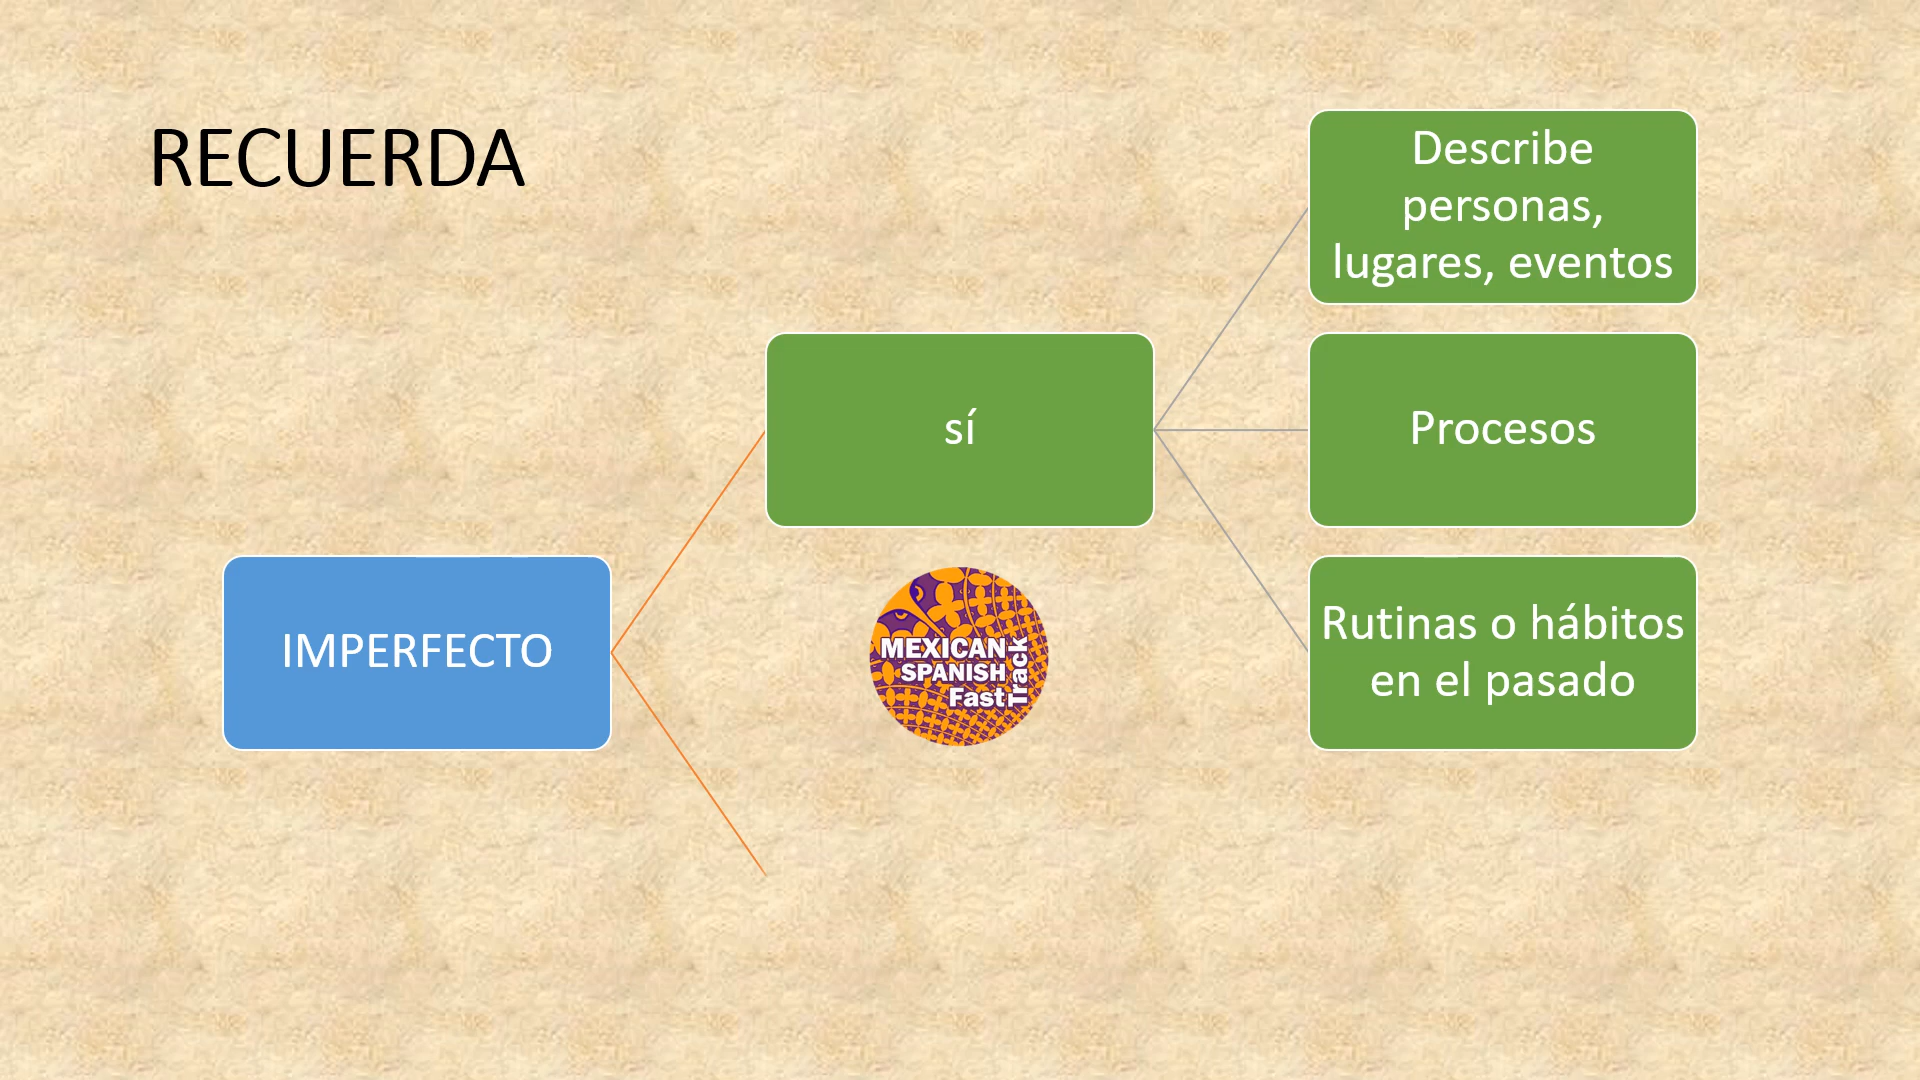 RECUERDA
IMPERFECTO
sí
Describe
personas,
lugares, eventos
Procesos
Rutinas o hábitos
en el pasado
MEXICAN
SPANISH
Fast
Track